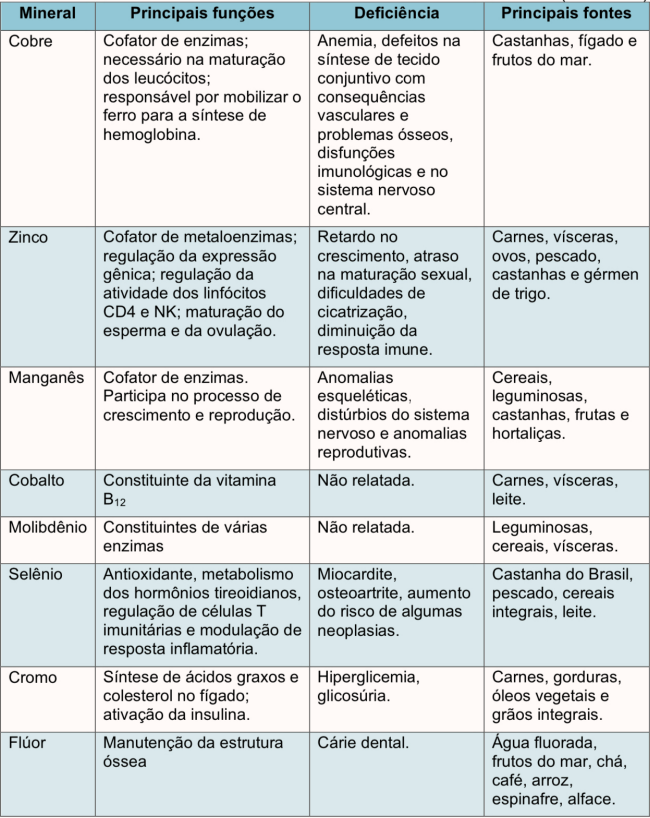 Mineral
Principais funções
Deficiência
Principais fontes
Cobre
Cofator de enzimas;
necessário na maturação
dos leucócitos;
responsável por mobilizar o
ferro para a síntese de
hemoglobina.
Anemia, defeitos na
síntese de tecido
conjuntivo com
consequências
vasculares e
problemas ósseos,
disfunções
imunológicas e no
sistema nervoso
central.
Castanhas, fígado e
frutos do mar.
Zinco
Cofator de metaloenzimas;
regulação da expressão
gênica; regulação da
atividade dos linfócitos
CD4 e NK; maturação do
esperma e da ovulação.
Retardo no
crescimento, atraso
na maturação sexual,
dificuldades de
cicatrização,
diminuição da
resposta imune.
Carnes, vísceras,
ovos, pescado,
castanhas e gérmen
de trigo.
Manganês
Cofator de enzimas.
Participa no processo de
crescimento e reprodução.
Anomalias
esqueléticas,
distúrbios do sistema
nervoso e anomalias
reprodutivas.
Cereais,
leguminosas,
castanhas, frutas e
hortaliças.
Cobalto
Constituinte da vitamina
B₁₂
Não relatada.
Carnes, vísceras,
leite.
Molibdênio
Constituintes de várias
enzimas
Não relatada.
Leguminosas,
cereais, vísceras.
Selênio
Antioxidante, metabolismo
dos hormônios tireoidianos,
regulação de células T
imunitárias e modulação de
resposta inflamatória.
Miocardite,
osteoartrite, aumento
do risco de algumas
neoplasias.
Castanha do Brasil,
pescado, cereais
integrais, leite.
Cromo
Síntese de ácidos graxos e
colesterol no fígado;
ativação da insulina.
Hiperglicemia,
glicosúria.
Carnes, gorduras,
óleos vegetais e
grãos integrais.
Flúor
Manutenção da estrutura
óssea
Cárie dental.
Água fluorada,
frutos do mar, chá,
café, arroz,
espinafre, alface.